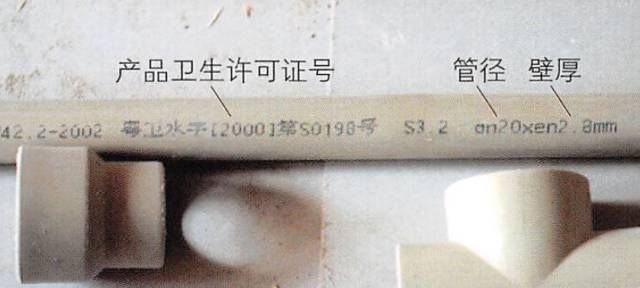 产品卫生许可证号
管径 壁厚
42.2-2002 粤卫水字[2000]第S0198号 S3.2 dn20xen2.8mm